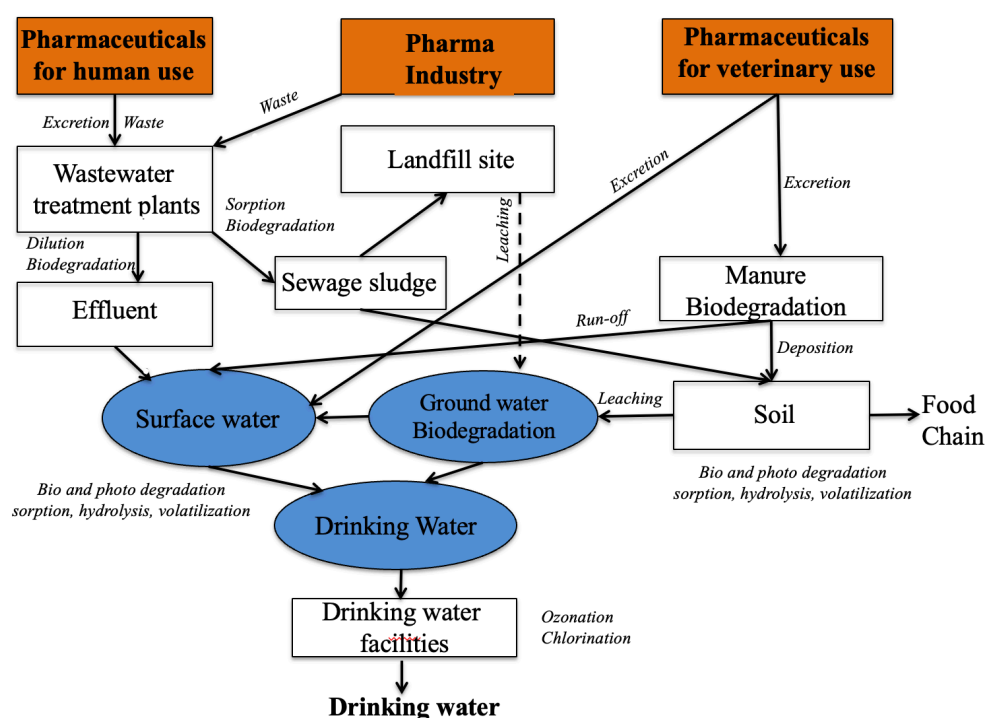 Pharmaceuticals
for human use
Pharma
Industry
Pharmaceuticals
for veterinary use
Excretion
Waste
Waste
Landfill site
Excretion
Excretion
Wastewater
treatment plants
Sorption
Biodegradation
Leaching
Dilution
Biodegradation
Sewage sludge
Manure
Biodegradation
Effluent
Run-off
Deposition
Surface water
Ground water
Biodegradation
Leaching
Soil
Food
Chain
Bio and photo degradation
sorption, hydrolysis, volatilization
Bio and photo degradation
sorption, hydrolysis, volatilization
Drinking Water
Drinking water
facilities
Ozonation
Chlorination
Drinking water